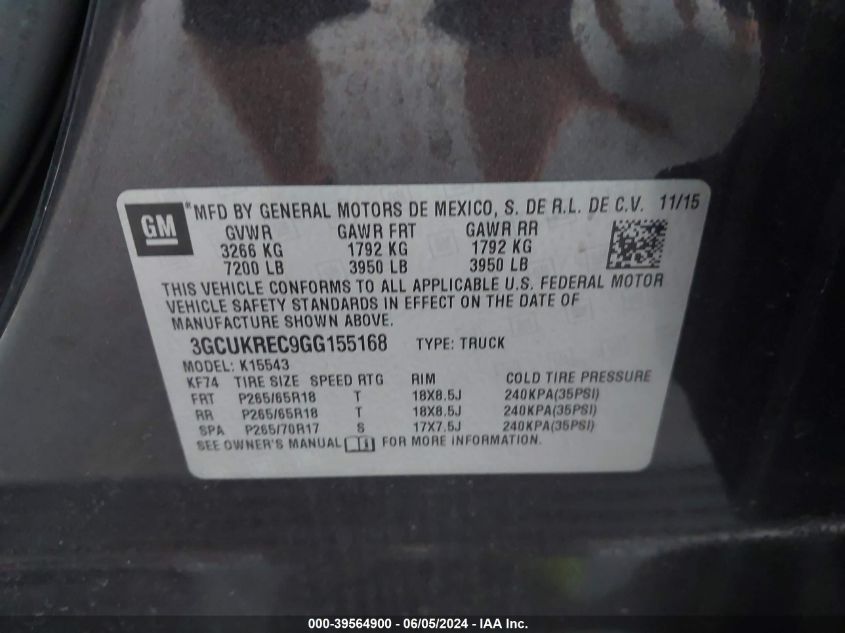 GM
MFD BY GENERAL MOTORS DE MEXICO, S. DE R.L. DE C.V. 11/15
GVWR GAWR FRT GAWR RR
3266 KG 1792 KG 1792 KG
7200 LB 3950 LB 3950 LB
THIS VEHICLE CONFORMS TO ALL APPLICABLE U.S. FEDERAL MOTOR
VEHICLE SAFETY STANDARDS IN EFFECT ON THE DATE OF
MANUFACTURE SHOWN ABOVE.
3GCUKREC9GG155168 TYPE: TRUCK
MODEL: K15543
KF74 TIRE SIZE SPEED RTG RIM COLD TIRE PRESSURE
FRT P265/65R18 T 18X8.5J 240KPA(35PSI)
RR P265/65R18 T 18X8.5J 240KPA(35PSI)
SPA P265/70R17 S 17X7.5J 240KPA(35PSI)
SEE OWNER'S MANUAL FOR MORE INFORMATION.
000-39564900 - 06/05/2024 - IAA Inc.